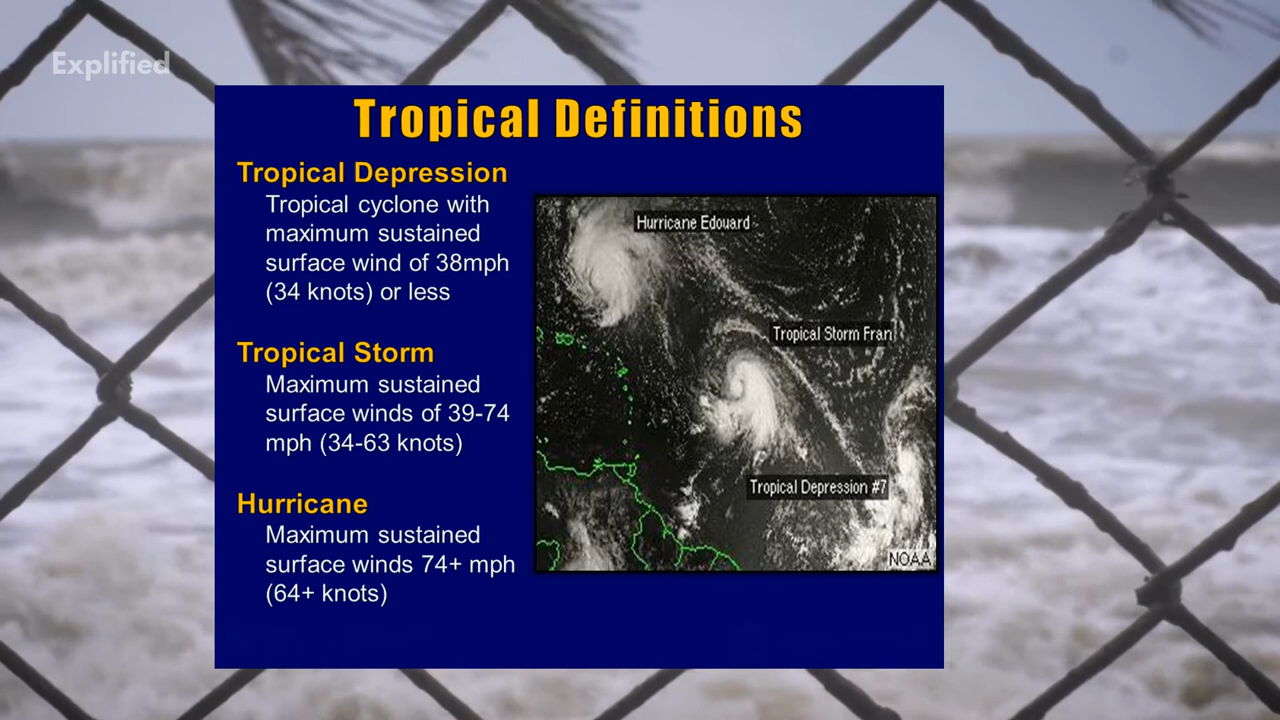 Explified
Tropical Definitions
Tropical Depression
Tropical cyclone with
maximum sustained
surface wind of 38mph
(34 knots) or less
Tropical Storm
Maximum sustained
surface winds of 39-74
mph (34-63 knots)
Hurricane
Maximum sustained
surface winds 74+ mph
(64+ knots)
Hurricane Edouard
Tropical Storm Fran
Tropical Depression #7
NOAA